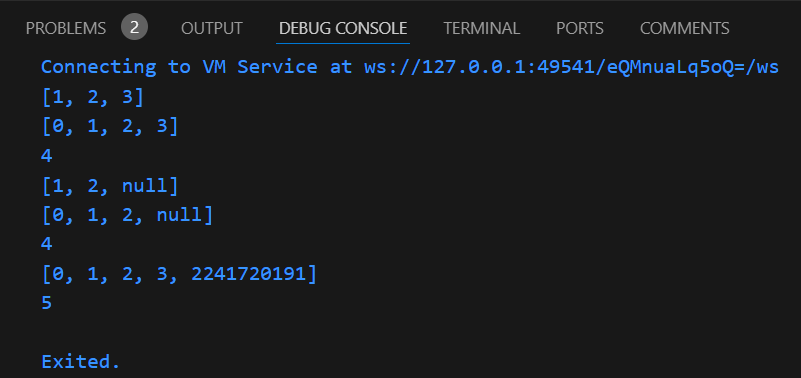 PROBLEMS 2 OUTPUT DEBUG CONSOLE TERMINAL PORTS COMMENTS
Connecting to VM Service at ws://127.0.0.1:49541/eQMnuaLq5oQ=/ws
[1, 2, 3]
[0, 1, 2, 3]
4
[1, 2, null]
[0, 1, 2, null]
4
[0, 1, 2, 3, 2241720191]
5
Exited.